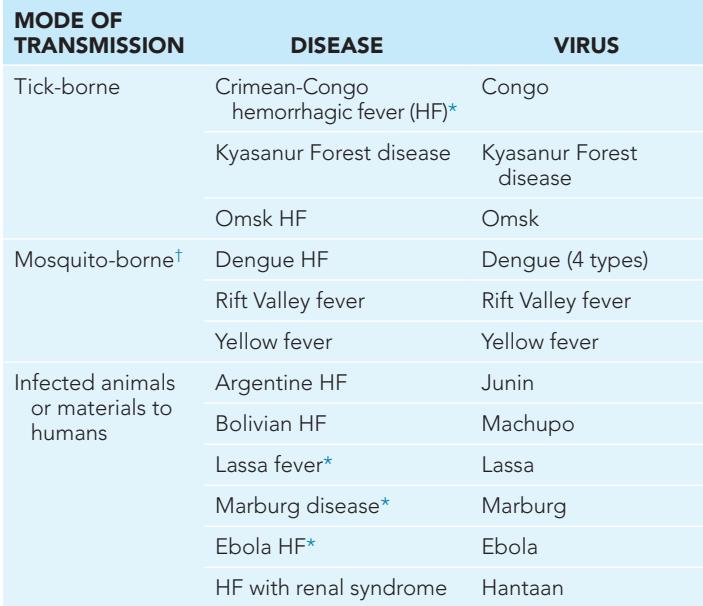 MODE OF
TRANSMISSION DISEASE VIRUS
Tick-borne Crimean-Congo Congo
hemorrhagic fever (HF)*
Kyasanur Forest disease Kyasanur Forest
disease
Omsk HF Omsk
Mosquito-borne† Dengue HF Dengue (4 types)
Rift Valley fever Rift Valley fever
Yellow fever Yellow fever
Infected animals Argentine HF Junin
or materials to Bolivian HF Machupo
humans
Lassa fever* Lassa
Marburg disease* Marburg
Ebola HF* Ebola
HF with renal syndrome Hantaan